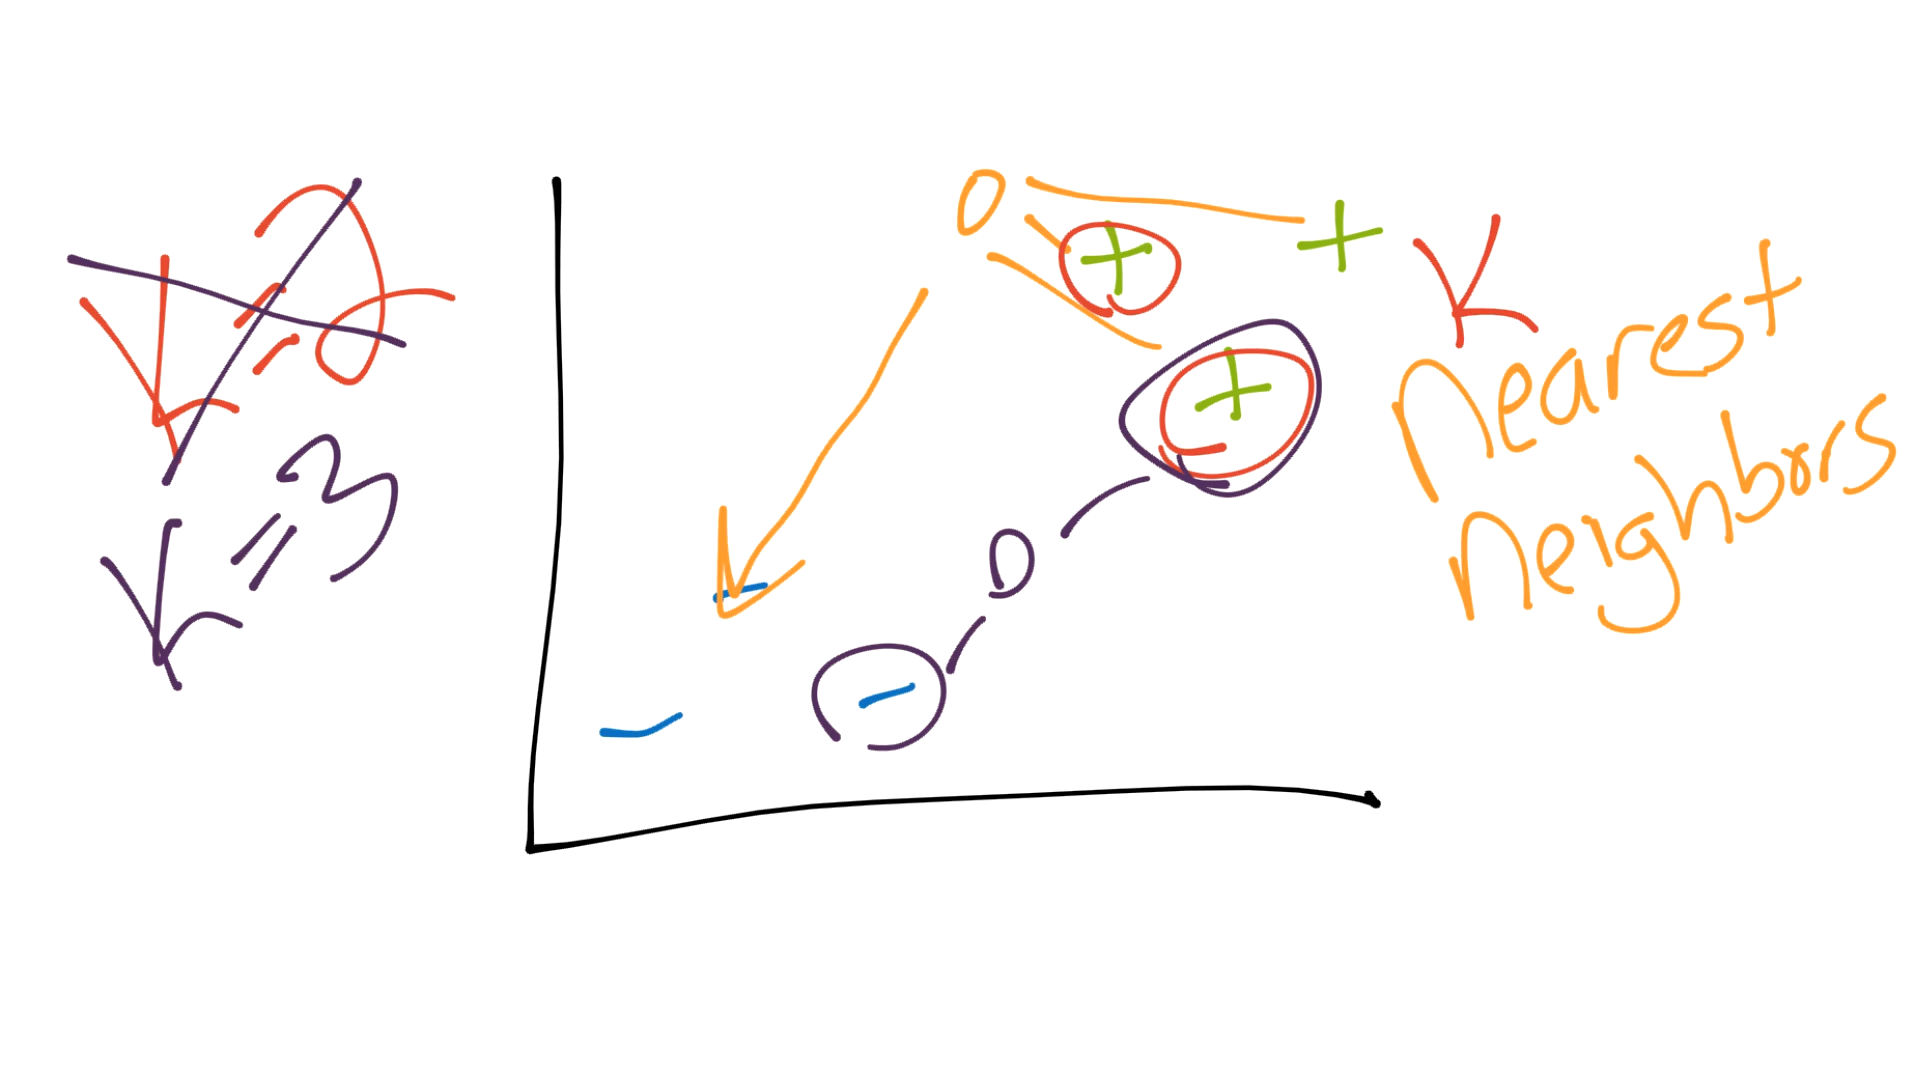 K=2
K=3
O
+
+
+
O
-
-
-
K
Nearest
neighbors